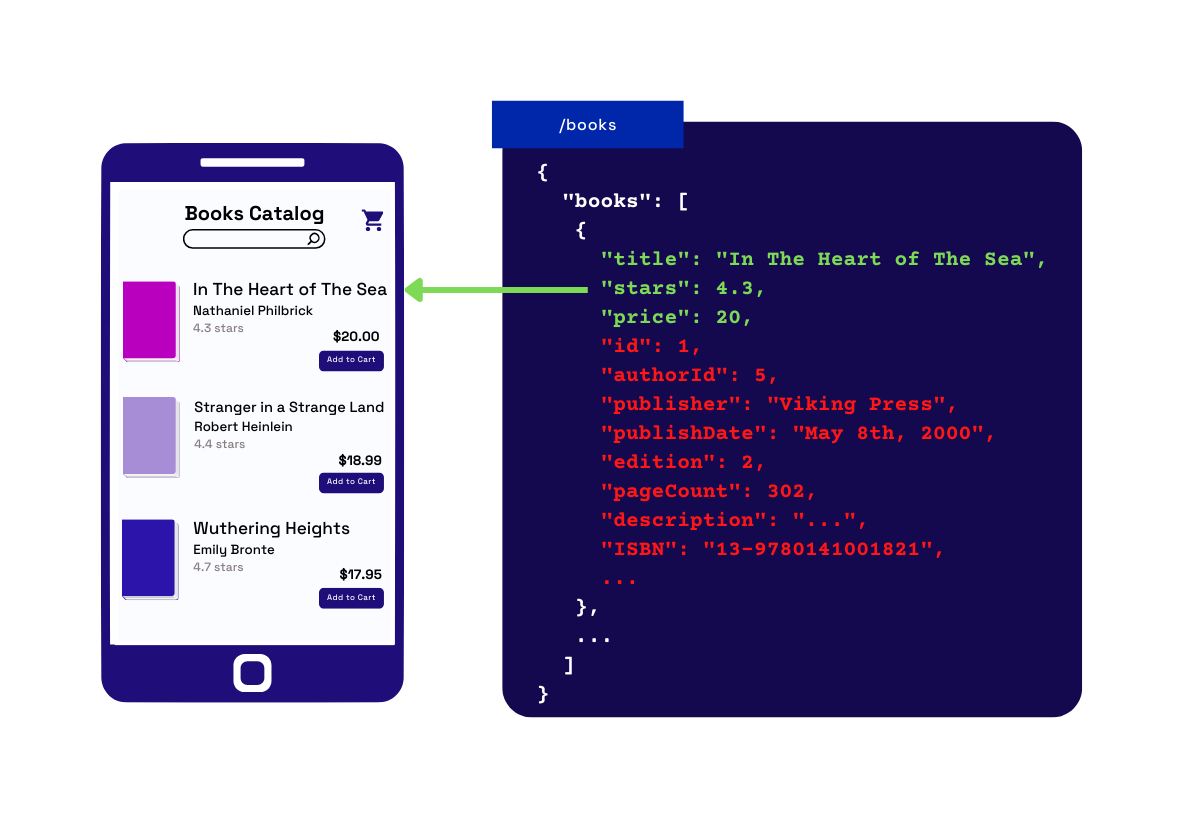 Books Catalog
In The Heart of The Sea
Nathaniel Philbrick
4.3 stars
$20.00
Add to Cart
Stranger in a Strange Land
Robert Heinlein
4.4 stars
$18.99
Add to Cart
Wuthering Heights
Emily Bronte
4.7 stars
$17.95
Add to Cart
/books
{
"books": [
{
"title": "In The Heart of The Sea",
"stars": 4.3,
"price": 20,
"id": 1,
"authorId": 5,
"publisher": "Viking Press",
"publishDate": "May 8th, 2000",
"edition": 2,
"pageCount": 302,
"description": "...",
"ISBN": "13-9780141001821",
...
},
...
]
}